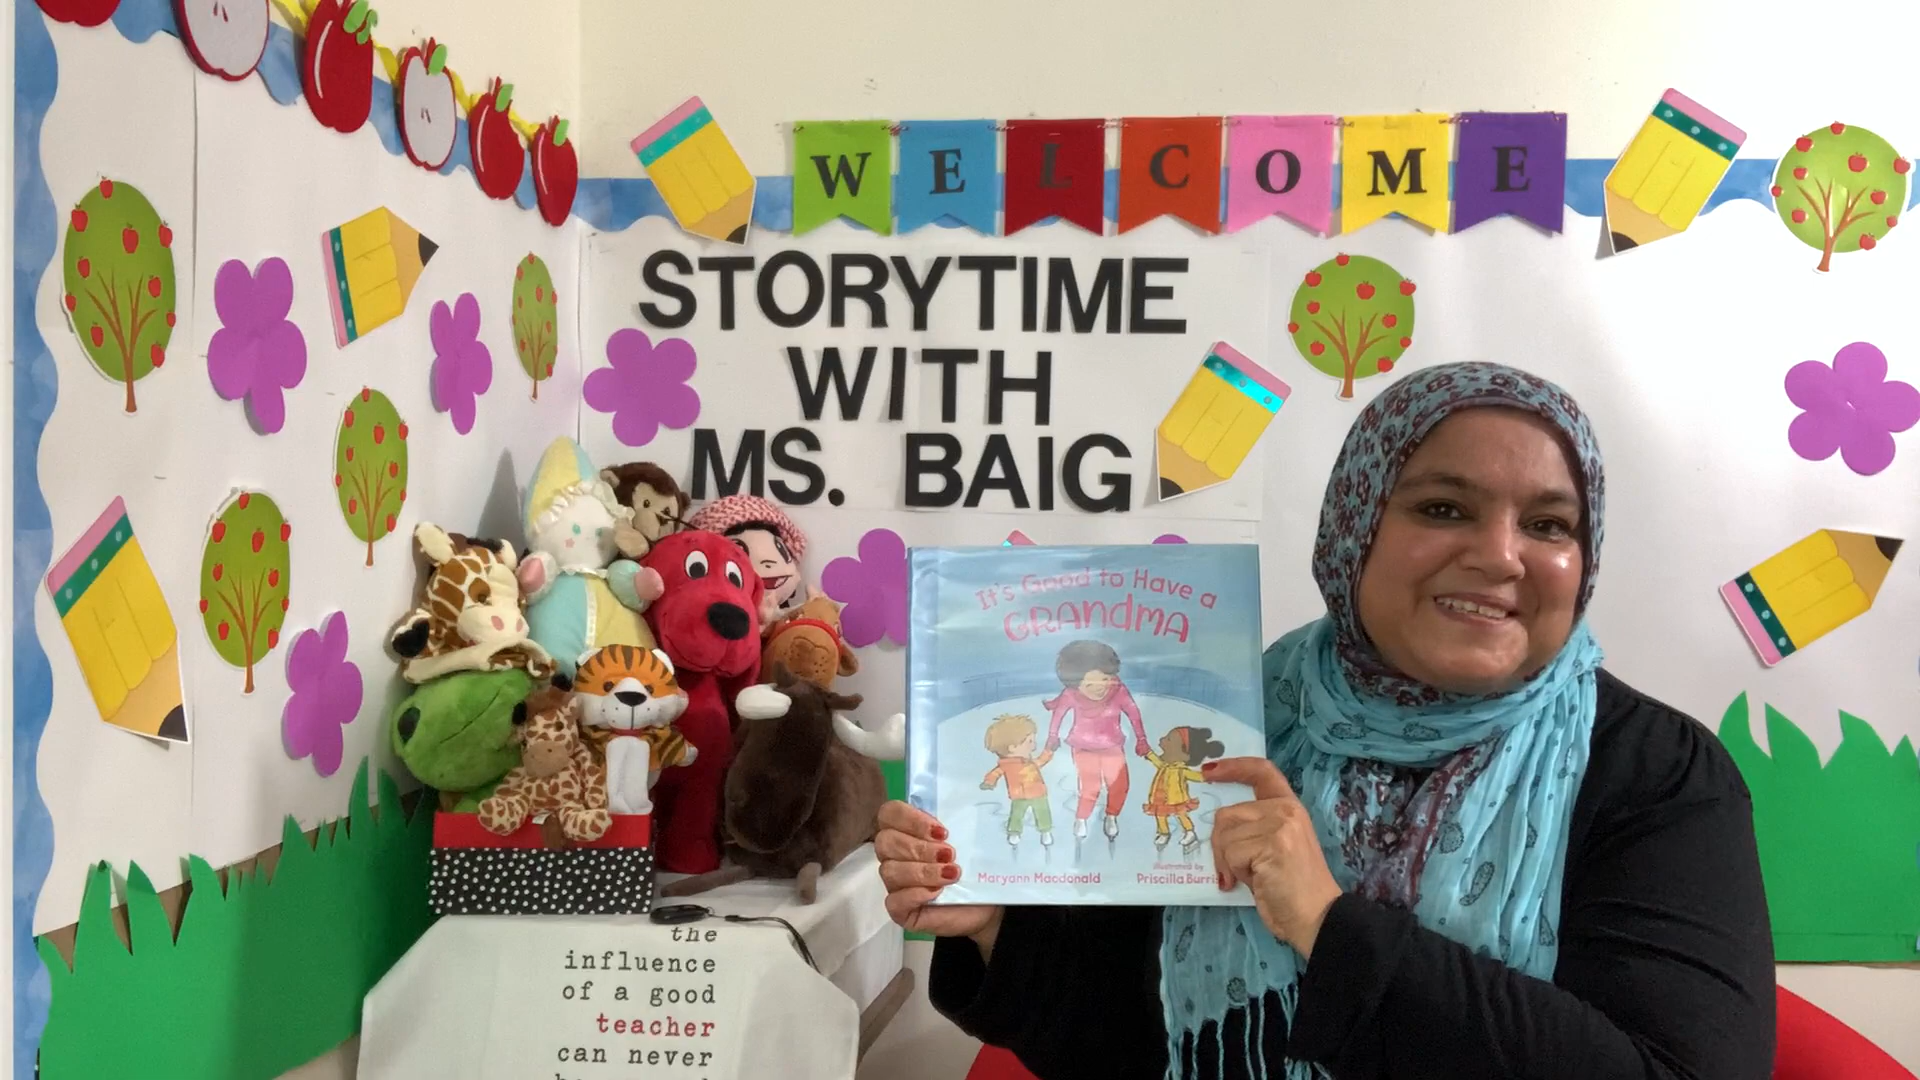 WELCOME
STORYTIME
WITH
MS. BAIG
It's Good to Have a
GRANDMA
Maryann Macdonald
illustrated by
Priscilla Burris
the
influence
of a good
teacher
can never